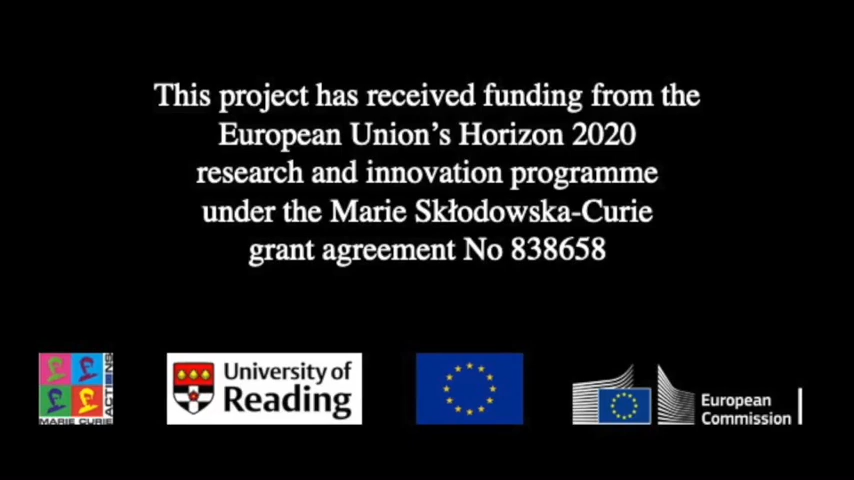 This project has received funding from the
European Union's Horizon 2020
research and innovation programme
under the Marie Skłodowska-Curie
grant agreement No 838658
MARIE CURIE
ACTIONS
University of
Reading
European
Commission